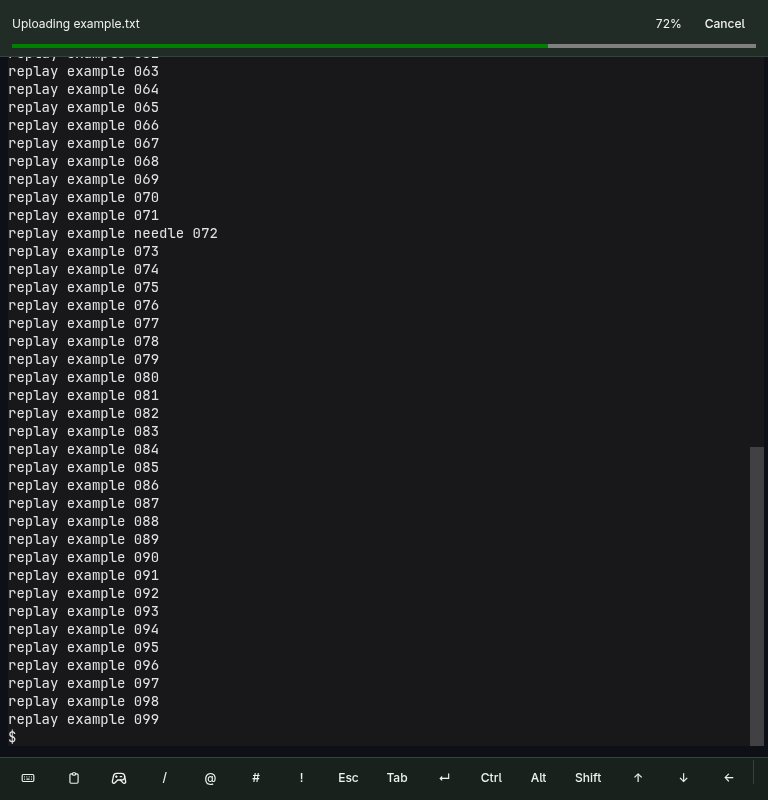 Uploading example.txt 72% Cancel
replay example 063
replay example 064
replay example 065
replay example 066
replay example 067
replay example 068
replay example 069
replay example 070
replay example 071
replay example needle 072
replay example 073
replay example 074
replay example 075
replay example 076
replay example 077
replay example 078
replay example 079
replay example 080
replay example 081
replay example 082
replay example 083
replay example 084
replay example 085
replay example 086
replay example 087
replay example 088
replay example 089
replay example 090
replay example 091
replay example 092
replay example 093
replay example 094
replay example 095
replay example 096
replay example 097
replay example 098
replay example 099
$
/ @ # ! Esc Tab ↵ Ctrl Alt Shift ↑ ↓ ←